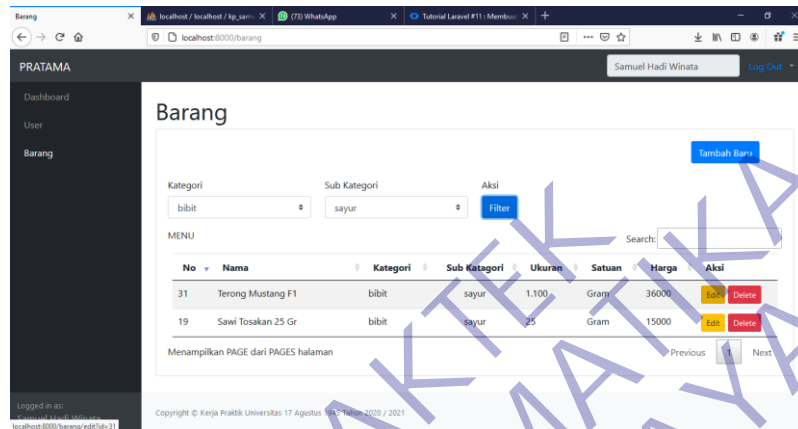 Barang
localhost / localhost / kp_sam
(73) WhatsApp
Tutorial Laravel #11 : Membuat
localhost:8000/barang
PRATAMA
Samuel Hadi Winata
Log Out
Dashboard
User
Barang
Barang
Tambah Baru
Kategori Sub Kategori Aksi
bibit sayur Filter
MENU Search:
No Nama Kategori Sub Katagori Ukuran Satuan Harga Aksi
31 Terong Mustang F1 bibit sayur 1.100 Gram 36000 Edit Delete
19 Sawi Tosakan 25 Gr bibit sayur 25 Gram 15000 Edit Delete
Menampilkan PAGE dari PAGES halaman Previous 1 Next
Logged in as:
Samuel Hadi Winata
Copyright © Kerja Praktik Universitas 17 Agustus 1945 Tahun 2020 / 2021
localhost:8000/barang/edit?id=31
AKTEK
MATIKA
AYA